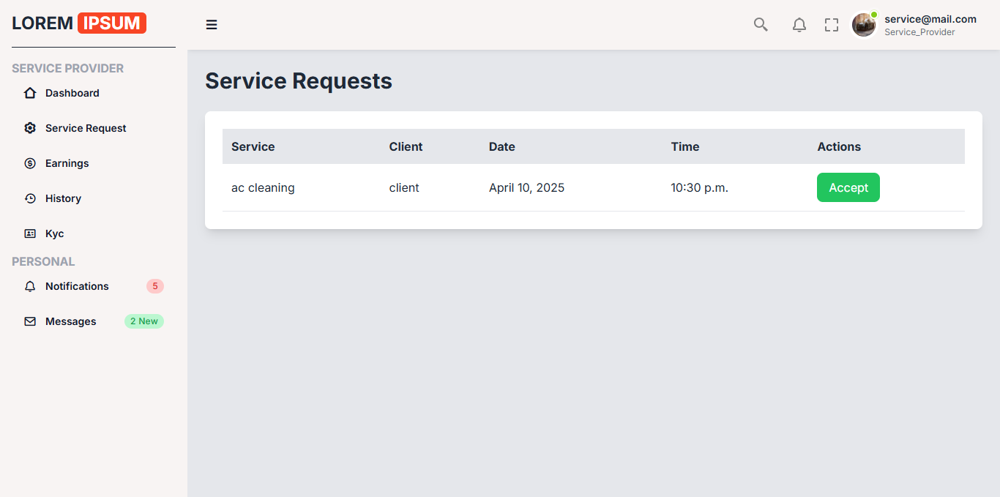 LOREM IPSUM
service@mail.com
Service_Provider
SERVICE PROVIDER
Dashboard
Service Request
Earnings
History
Kyc
PERSONAL
Notifications 5
Messages 2 New
Service Requests
Service Client Date Time Actions
ac cleaning client April 10, 2025 10:30 p.m. Accept